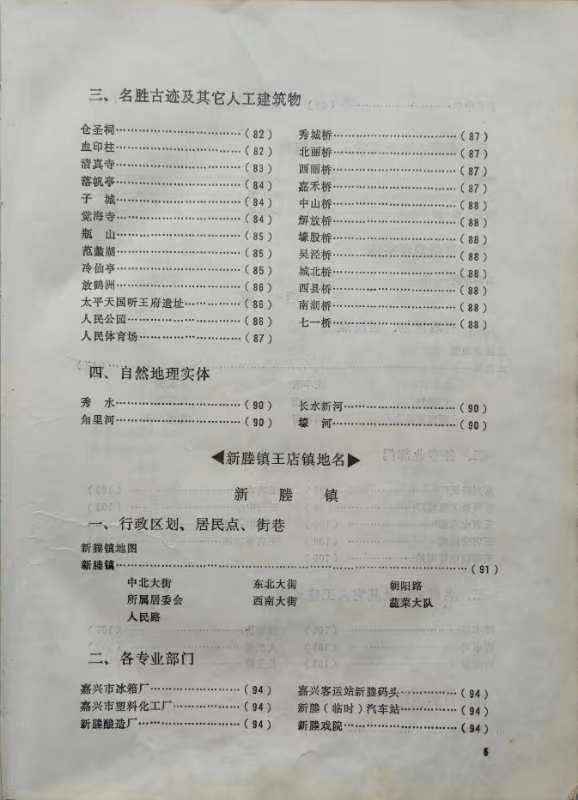 三、名胜古迹及其它人工建筑物
仓圣祠…………………………(82)
血印柱…………………………(82)
清真寺…………………………(83)
落帆亭…………………………(84)
子 城…………………………(84)
觉海寺…………………………(84)
瓶 山…………………………(85)
范蠡湖…………………………(85)
冷仙亭…………………………(85)
放鹤洲…………………………(86)
太平天国听王府遗址…………(86)
人民公园………………………(86)
人民体育场……………………(87)
秀城桥…………………………(87)
北丽桥…………………………(87)
西丽桥…………………………(87)
嘉禾桥…………………………(87)
中山桥…………………………(88)
解放桥…………………………(88)
壕股桥…………………………(88)
吴泾桥…………………………(88)
城北桥…………………………(88)
西县桥…………………………(88)
南湖桥…………………………(88)
七一桥…………………………(88)
四、自然地理实体
秀 水…………………………(90)
角里河…………………………(90)
长水新河………………………(90)
壕 河…………………………(90)
◀新塍镇王店镇地名▶
新 塍 镇
一、行政区划、居民点、街巷
新塍镇地图
新塍镇…………………………………………………………(91)
中北大街 东北大街 朝阳路
所属居委会 西南大街 蔬菜大队
人民路
二、各专业部门
嘉兴市冰箱厂…………………(94)
嘉兴市塑料化工厂……………(94)
新塍酿造厂……………………(94)
嘉兴客运站新塍码头…………(94)
新塍(临时)汽车站…………(94)
新塍戏院………………………(94)
5